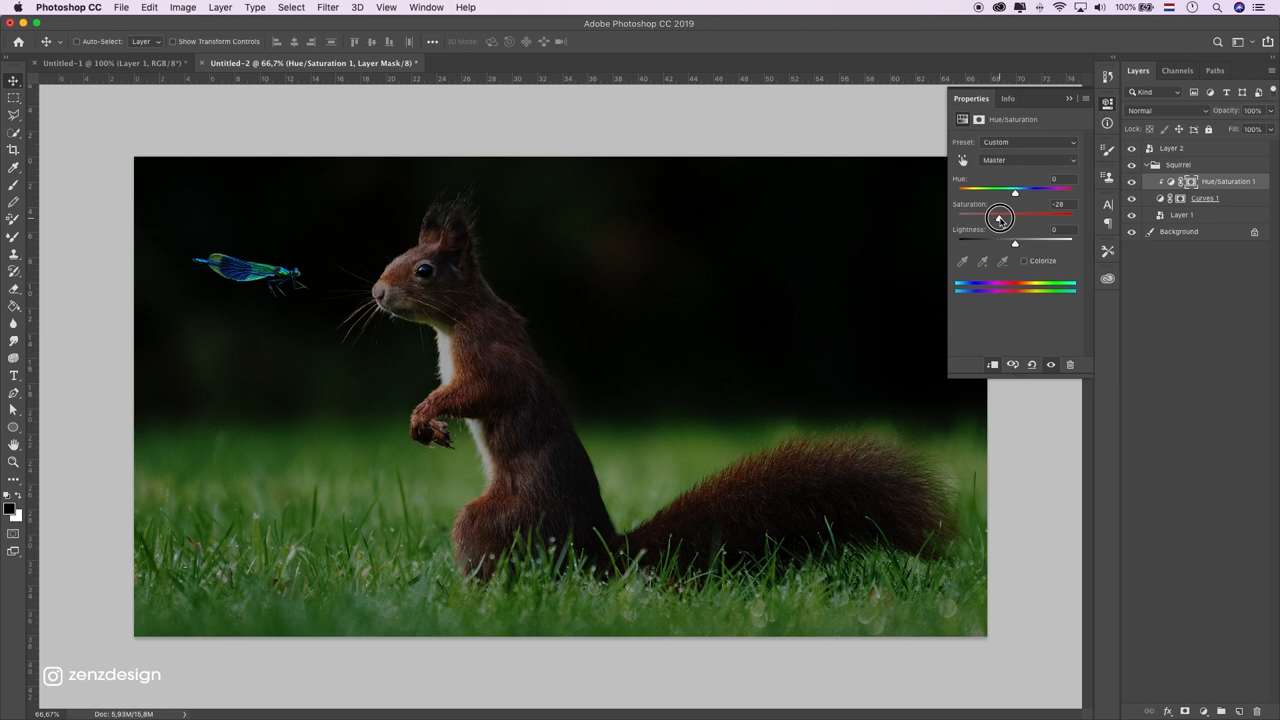 Photoshop CC File Edit Image Layer Type Select Filter 3D View Window Help 100%
Adobe Photoshop CC 2019
Auto-Select: Layer Show Transform Controls 3D Mode:
Untitled-1 @ 100% (Layer 1, RGB/8*) * Untitled-2 @ 66,7% (Hue/Saturation 1, Layer Mask/8) *
Layers Channels Paths
Kind
Normal Opacity: 100%
Lock: Fill: 100%
Layer 2
Squirrel
Hue/Saturation 1
Curves 1
Layer 1
Background
Properties Info
Hue/Saturation
Preset: Custom
Master
Hue: 0
Saturation: -28
Lightness: 0
Colorize
zenzdesign
66,67% Doc: 5,93M/15,8M